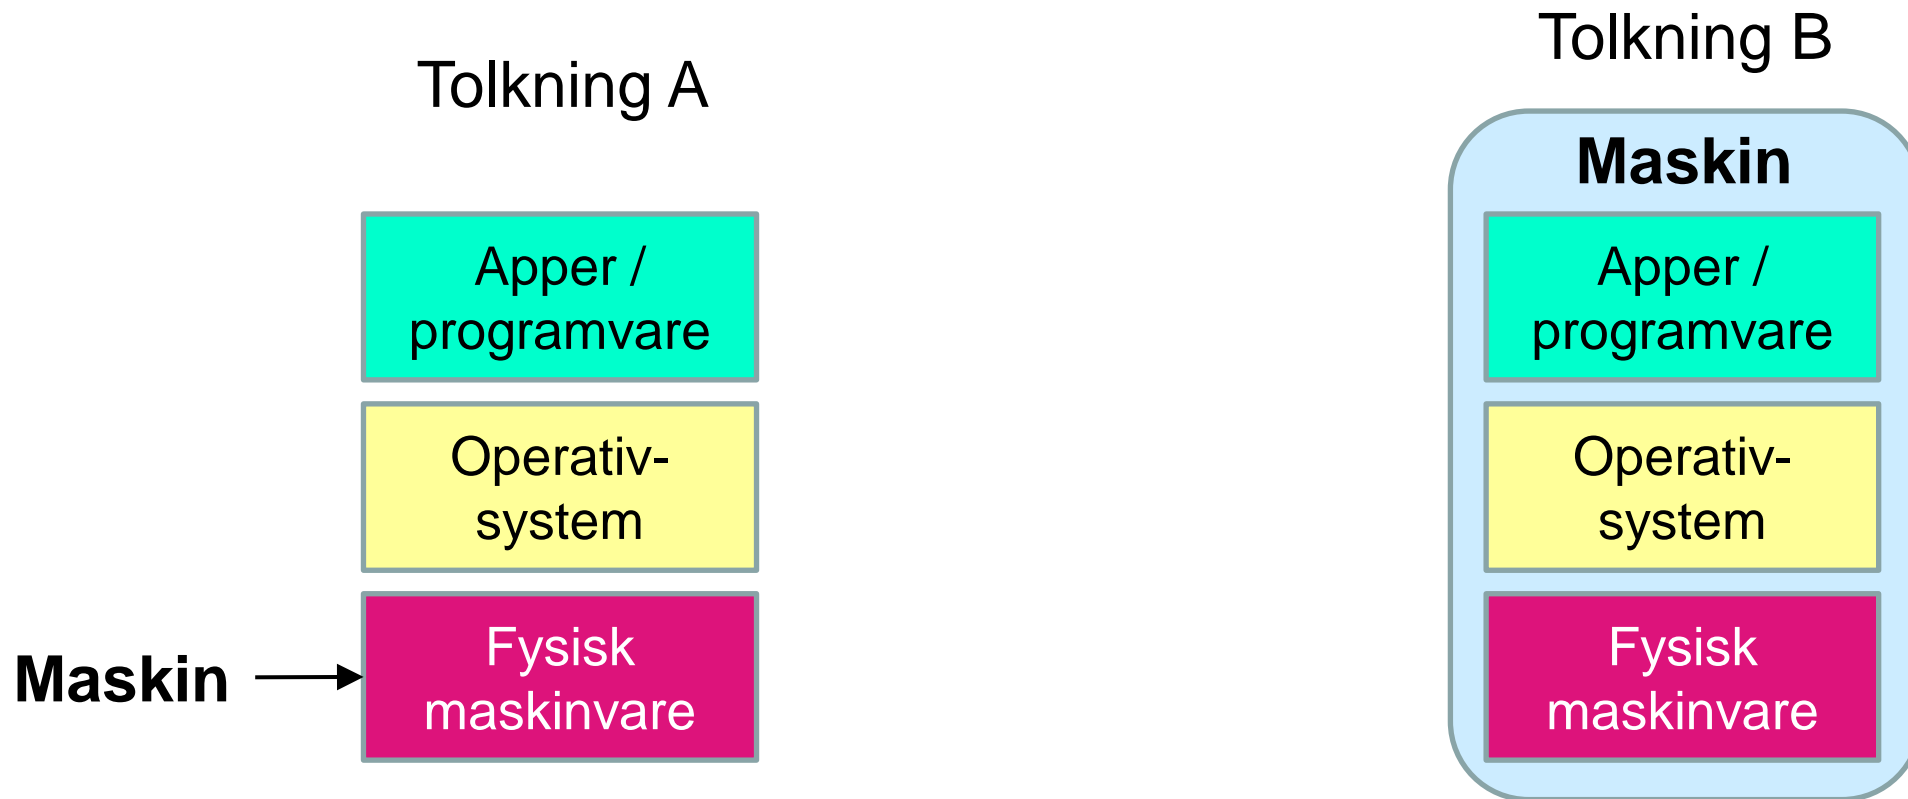 Tolkning A
Apper /
programvare
Operativ-
system
Maskin
Fysisk
maskinvare
Tolkning B
Maskin
Apper /
programvare
Operativ-
system
Fysisk
maskinvare